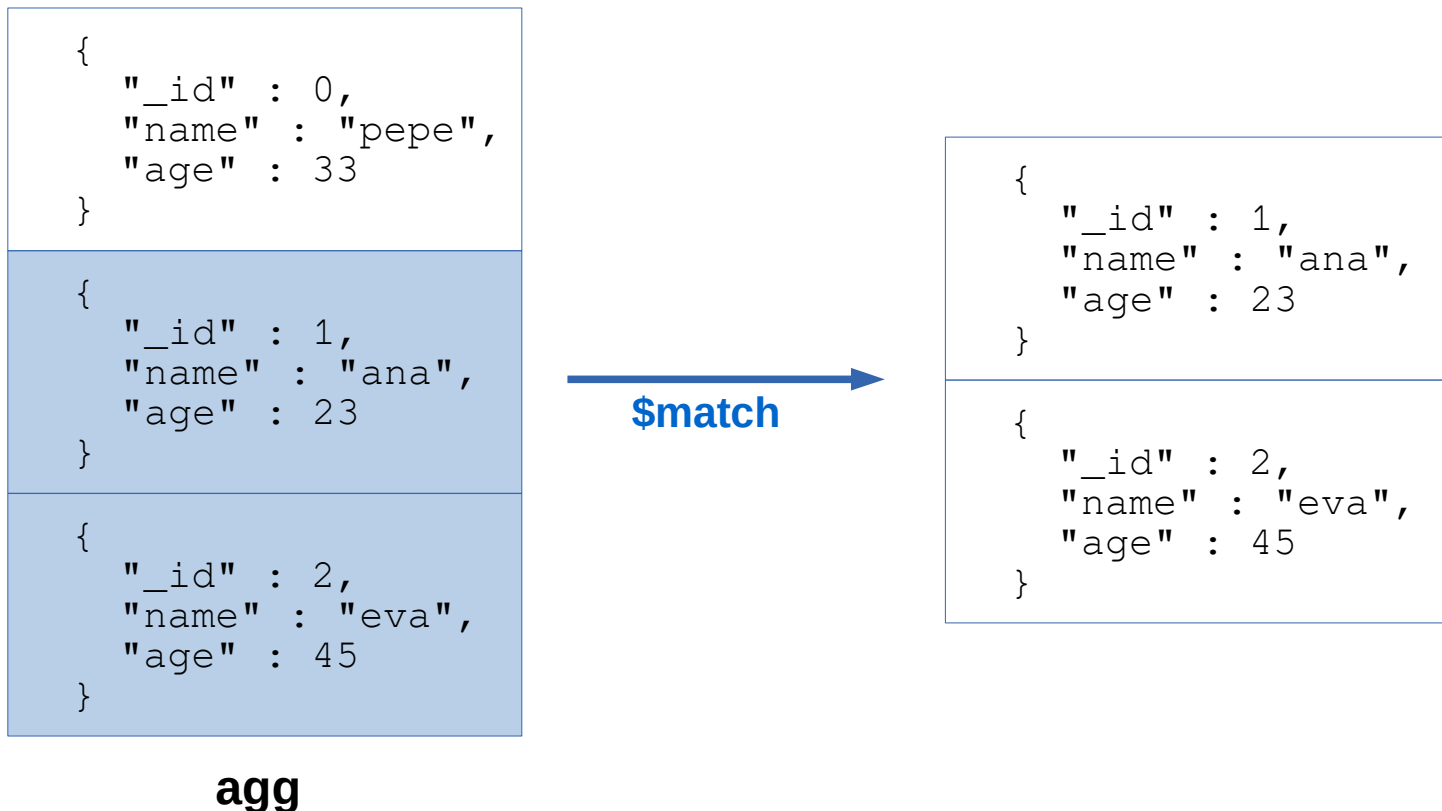 {
"_id" : 0,
"name" : "pepe",
"age" : 33
}
{
"_id" : 1,
"name" : "ana",
"age" : 23
}
{
"_id" : 2,
"name" : "eva",
"age" : 45
}
agg
$match
{
"_id" : 1,
"name" : "ana",
"age" : 23
}
{
"_id" : 2,
"name" : "eva",
"age" : 45
}